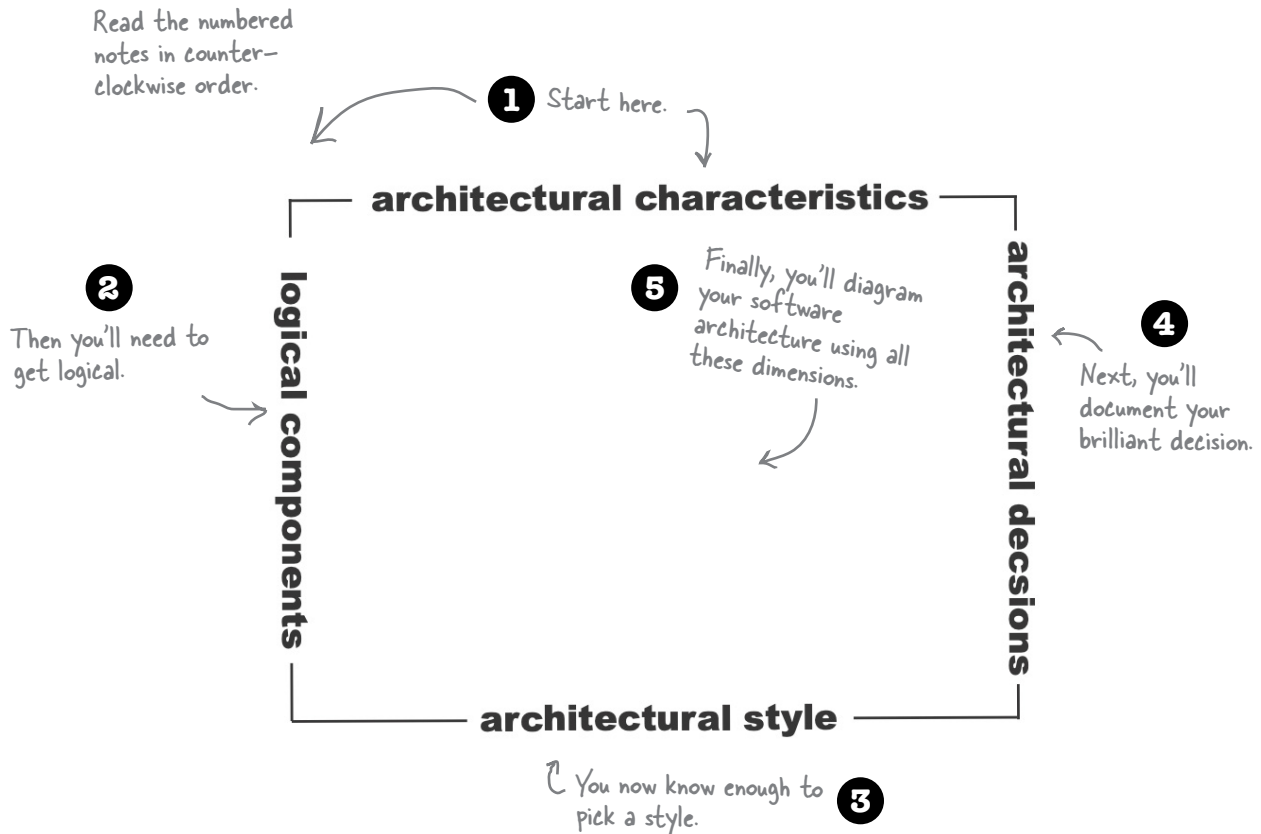 Read the numbered
notes in counter-
clockwise order.
1 Start here.
architectural characteristics
2
Then you'll need to
get logical.
logical components
architectural style
You now know enough to
pick a style.
3
architectural decsions
4
Next, you'll
document your
brilliant decision.
5
Finally, you'll diagram
your software
architecture using all
these dimensions.